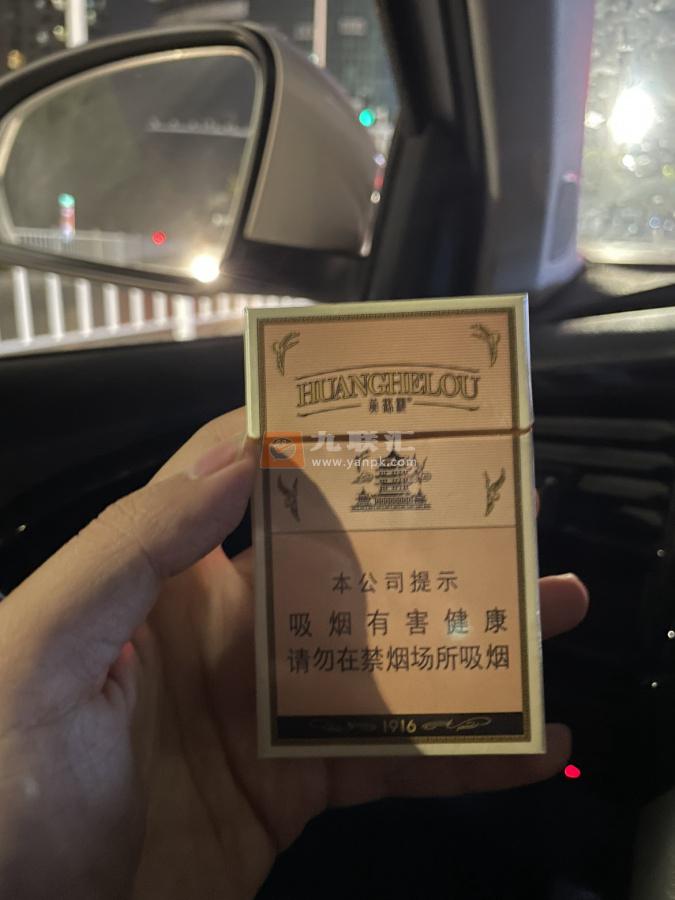 HUANGHELOU
黄鹤楼
九联汇
www.yanpk.com
本公司提示
吸烟有害健康
请勿在禁烟场所吸烟
1916